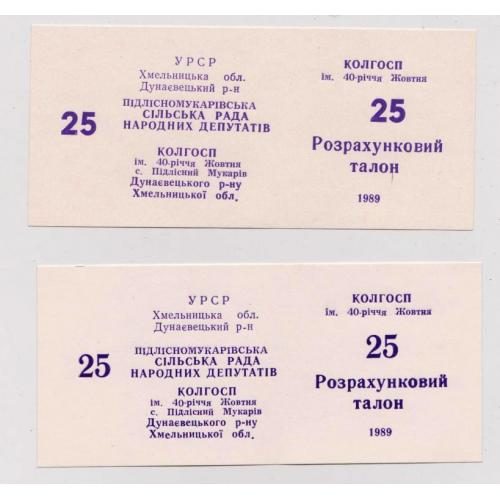 УРСР
Хмельницька обл.
Дунаєвецький р-н
25
ПІДЛІСНОМУКАРІВСЬКА
СІЛЬСЬКА РАДА
НАРОДНИХ ДЕПУТАТІВ
КОЛГОСП
ім. 40-річчя Жовтня
с. Підлісний Мукарів
Дунаєвецького р-ну
Хмельницької обл.
КОЛГОСП
ім. 40-річчя Жовтня
25
Розрахунковий
талон
1989
УРСР
Хмельницька обл.
Дунаєвецький р-н
25
ПІДЛІСНОМУКАРІВСЬКА
СІЛЬСЬКА РАДА
НАРОДНИХ ДЕПУТАТІВ
КОЛГОСП
ім. 40-річчя Жовтня
с. Підлісний Мукарів
Дунаєвецького р-ну
Хмельницької обл.
КОЛГОСП
ім. 40-річчя Жовтня
25
Розрахунковий
талон
1989